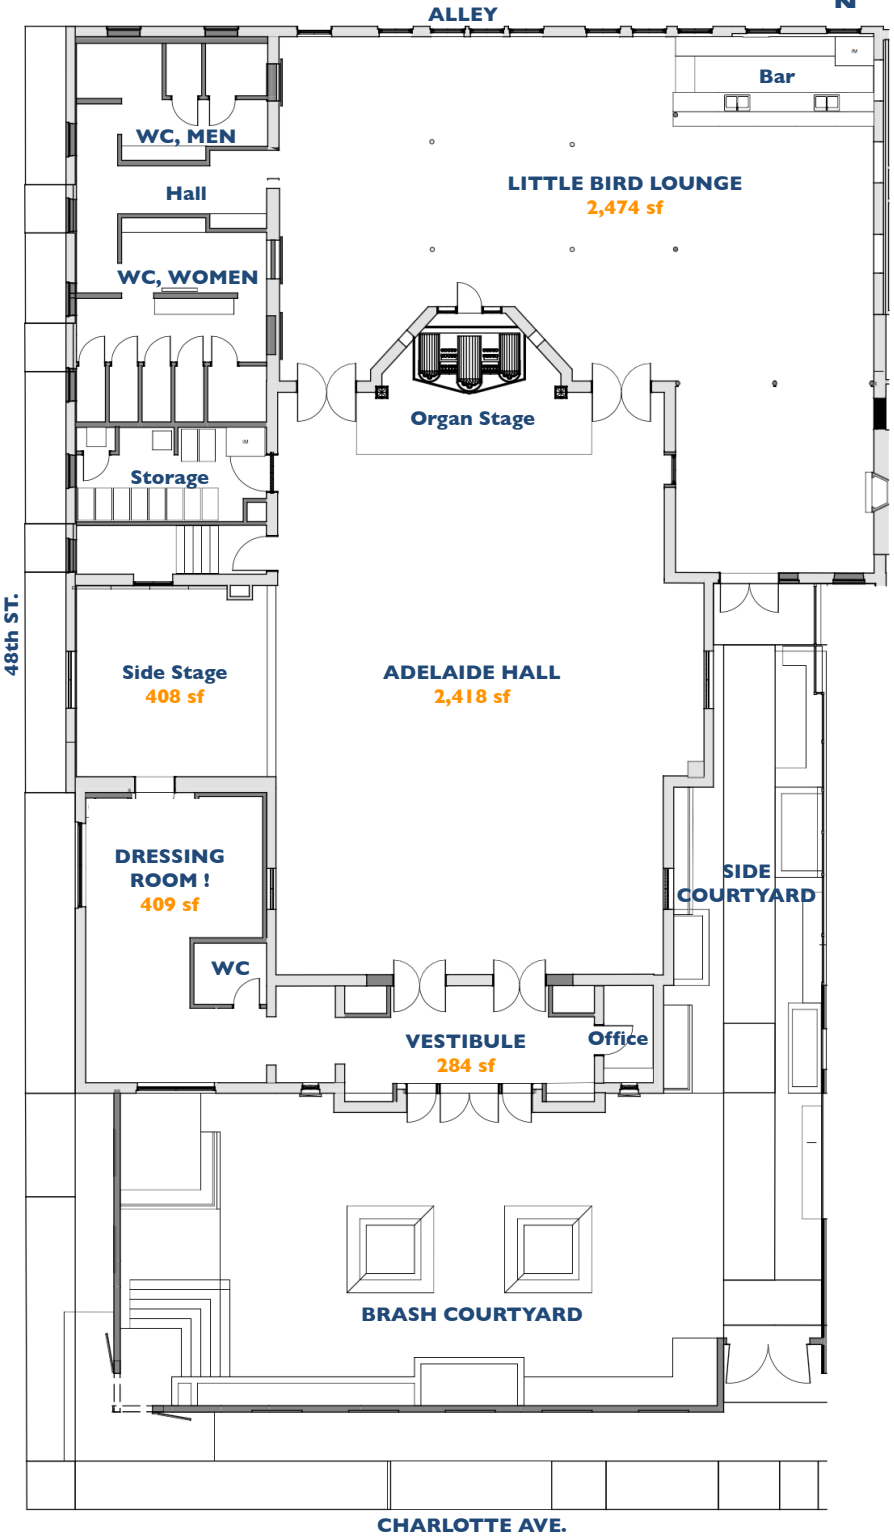 N
ALLEY
IM
Bar
WC, MEN
LITTLE BIRD LOUNGE
2,474 sf
Hall
WC, WOMEN
Organ Stage
IM
Storage
48th ST.
Side Stage
408 sf
ADELAIDE HALL
2,418 sf
DRESSING
ROOM !
409 sf
SIDE
COURTYARD
WC
VESTIBULE
284 sf
Office
BRASH COURTYARD
CHARLOTTE AVE.